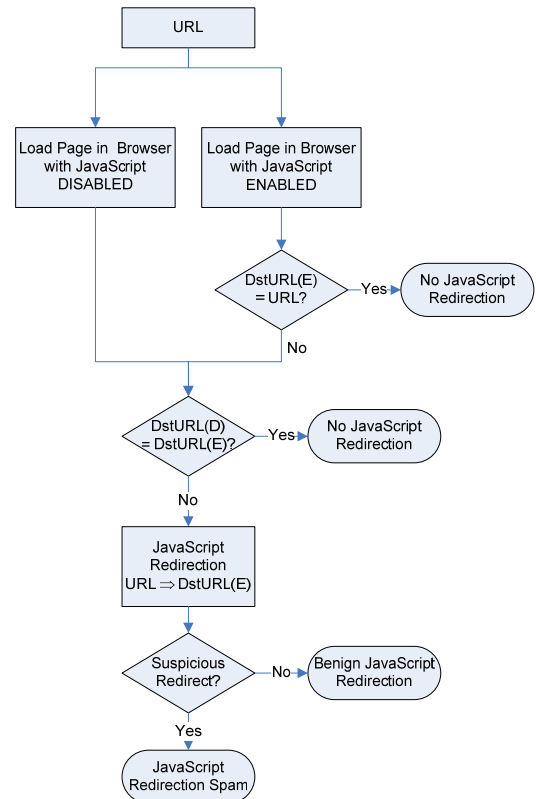 URL
Load Page in Browser
with JavaScript
DISABLED
Load Page in Browser
with JavaScript
ENABLED
DstURL(E)
= URL?
Yes
No JavaScript
Redirection
No
DstURL(D)
= DstURL(E)?
Yes
No JavaScript
Redirection
No
JavaScript
Redirection
URL ⇒ DstURL(E)
Suspicious
Redirect?
No
Benign JavaScript
Redirection
Yes
JavaScript
Redirection Spam